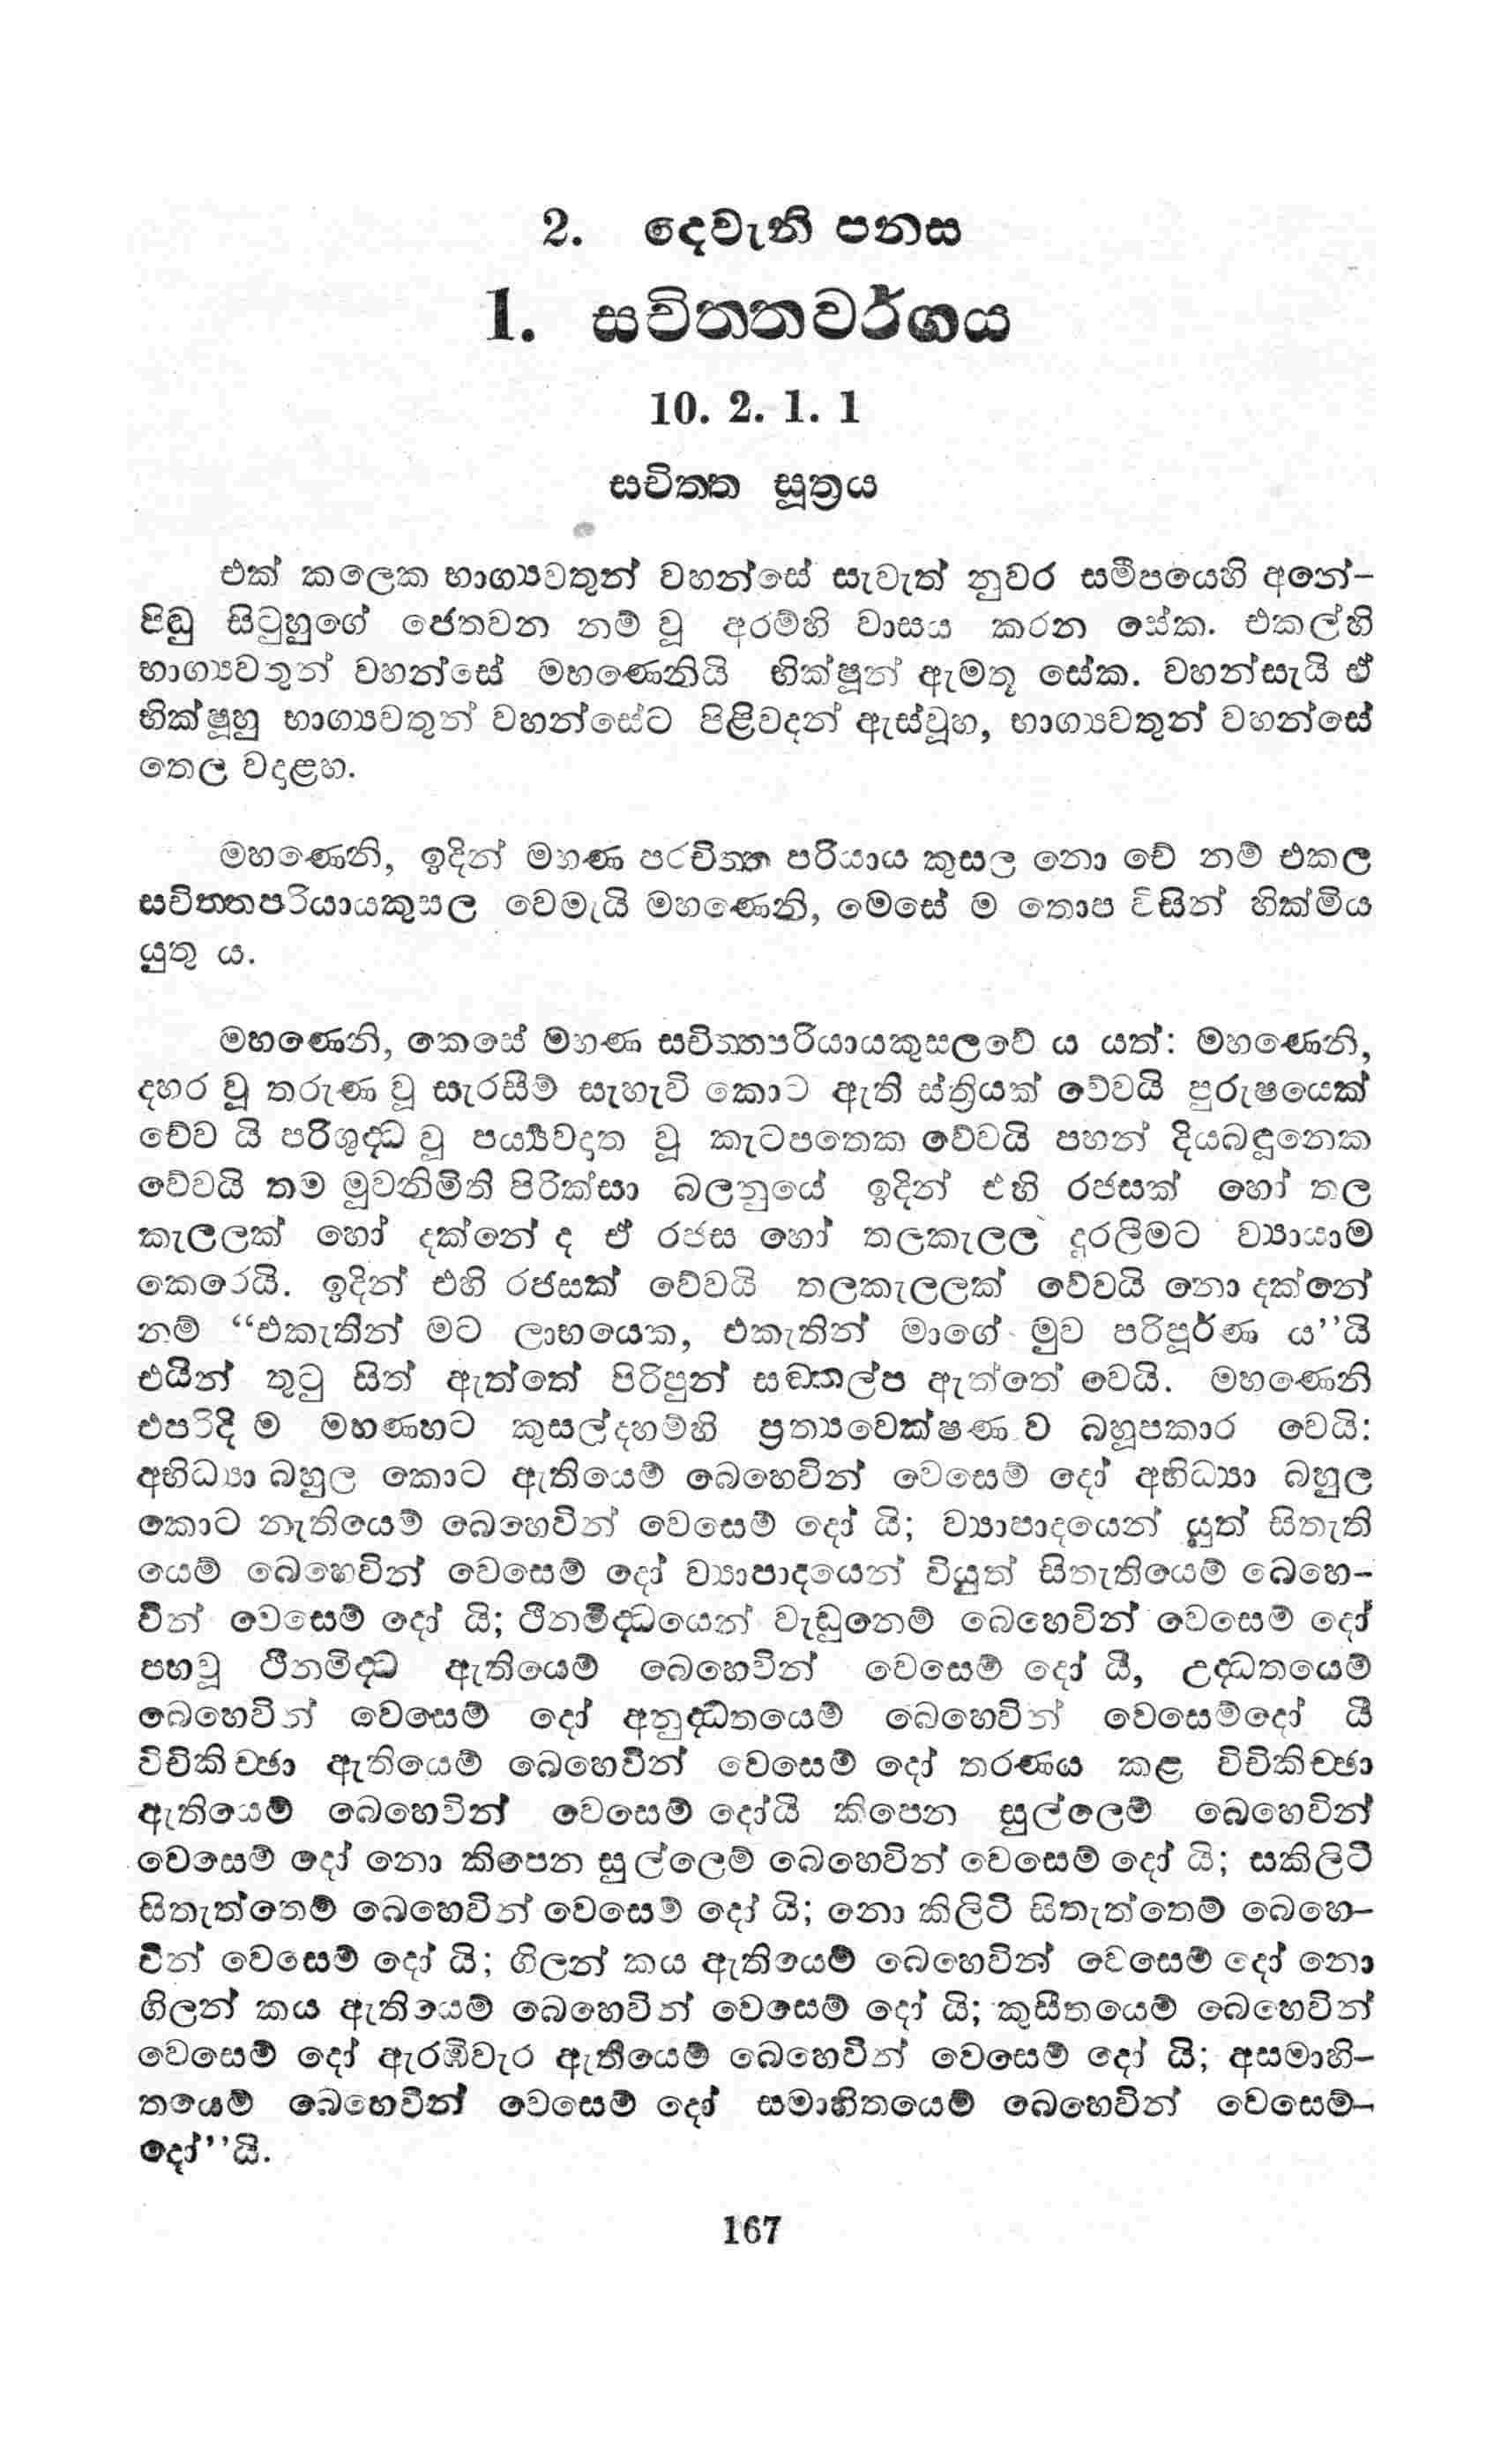 2. දෙවැනි පනස
1. සචිත්තවර්ගය
10. 2. 1. 1
සචිත්ත සූත්‍රය
එක් කලෙක භාග්‍යවතුන් වහන්සේ සැවැත් නුවර සමීපයෙහි අනේ-
පිඬු සිටුහුගේ ජේතවන නම් වූ අරම්හි වාසය කරන සේක. එකල්හි
භාග්‍යවතුන් වහන්සේ මහණෙනියි භික්ෂූන් ඇමතූ සේක. වහන්සැයි ඒ
භික්ෂූහු භාග්‍යවතුන් වහන්සේට පිළිවදන් ඇස්වූහ, භාග්‍යවතුන් වහන්සේ
තෙල වදාළහ.
මහණෙනි, ඉදින් මහණ පරචිත්ත පරියාය කුසල නො වේ නම් එකල
සචිත්තපරියායකුසල වෙමැයි මහණෙනි, මෙසේ ම තොප විසින් හික්මිය
යුතු ය.
මහණෙනි, කෙසේ මහණ සචිත්තපරියායකුසලවේ ය යත්: මහණෙනි,
දහර වූ තරුණ වූ සැරසීම් සැහැවි කොට ඇති ස්ත්‍රියක් වේවයි පුරුෂයෙක්
වේව යි පරිශුද්ධ වූ පර්‍ය්‍යවදාත වූ කැටපතෙක වේවයි පහන් දියබඳුනෙක
වේවයි තම මූවනිමිති පිරික්සා බලනුයේ ඉදින් එහි රජසක් හෝ තල
කැලලක් හෝ දක්නේ ද ඒ රජස හෝ තලකැලල දුරලීමට ව්‍යායාම
කෙරෙයි. ඉදින් එහි රජසක් වේවයි තලකැලලක් වේවයි නො දක්නේ
නම් “එකැතින් මට ලාභයෙක, එකැතින් මාගේ මුව පරිපූර්ණ ය”යි
එයින් තුටු සිත් ඇත්තේ පිරිපුන් සඞ්කල්ප ඇත්තේ වෙයි. මහණෙනි
එපරිදි ම මහණහට කුසල්දහම්හි ප්‍රත්‍යවෙක්ෂණ ව බහූපකාර වෙයි:
අභිධ්‍යා බහුල කොට ඇතියෙම් බෙහෙවින් වෙසෙම් දෝ අභිධ්‍යා බහුල
කොට නැතියෙම් බෙහෙවින් වෙසෙම් දෝ යි; ව්‍යාපාදයෙන් යුත් සිතැති
යෙම් බෙහෙවින් වෙසෙම් දෝ ව්‍යාපාදයෙන් වියුත් සිතැතියෙම් බෙහෙ-
වින් වෙසෙම් දෝ යි; ථීනමිද්ධයෙන් වැඩුනෙම් බෙහෙවින් වෙසෙම් දෝ
පහවූ ථීනමිද්ධ ඇතියෙම් බෙහෙවින් වෙසෙම් දෝ යී, උද්ධතයෙම්
බෙහෙවින් වෙසෙම් දෝ අනුද්ධතයෙම් බෙහෙවින් වෙසෙම්දෝ යී
විචිකිච්ඡා ඇතියෙම් බෙහෙවින් වෙසෙම් දෝ තරණය කළ විචිකිච්ඡා
ඇතියෙම් බෙහෙවින් වෙසෙම් දෝයි කිපෙන සුල්ලෙම් බෙහෙවින්
වෙසෙම් දෝ නො කිපෙන සුල්ලෙම් බෙහෙවින් වෙසෙම් දෝ යි; සකිලිටි
සිතැත්තෙම් බෙහෙවින් වෙසෙම් දෝ යි; නො කිලිටි සිතැත්තෙම් බෙහෙ-
වින් වෙසෙම් දෝ යි; ගිලන් කය ඇතියෙම් බෙහෙවින් වෙසෙම් දෝ නො
ගිලන් කය ඇතියෙම් බෙහෙවින් වෙසෙම් දෝ යි; කුසීතයෙම් බෙහෙවින්
වෙසෙම් දෝ ඇරඹීවැර ඇතියෙම් බෙහෙවින් වෙසෙම් දෝ යි; අසමාහි-
තයෙම් බෙහෙවින් වෙසෙම් දෝ සමාහිතයෙම් බෙහෙවින් වෙසෙම්-
දෝ”යි.
167